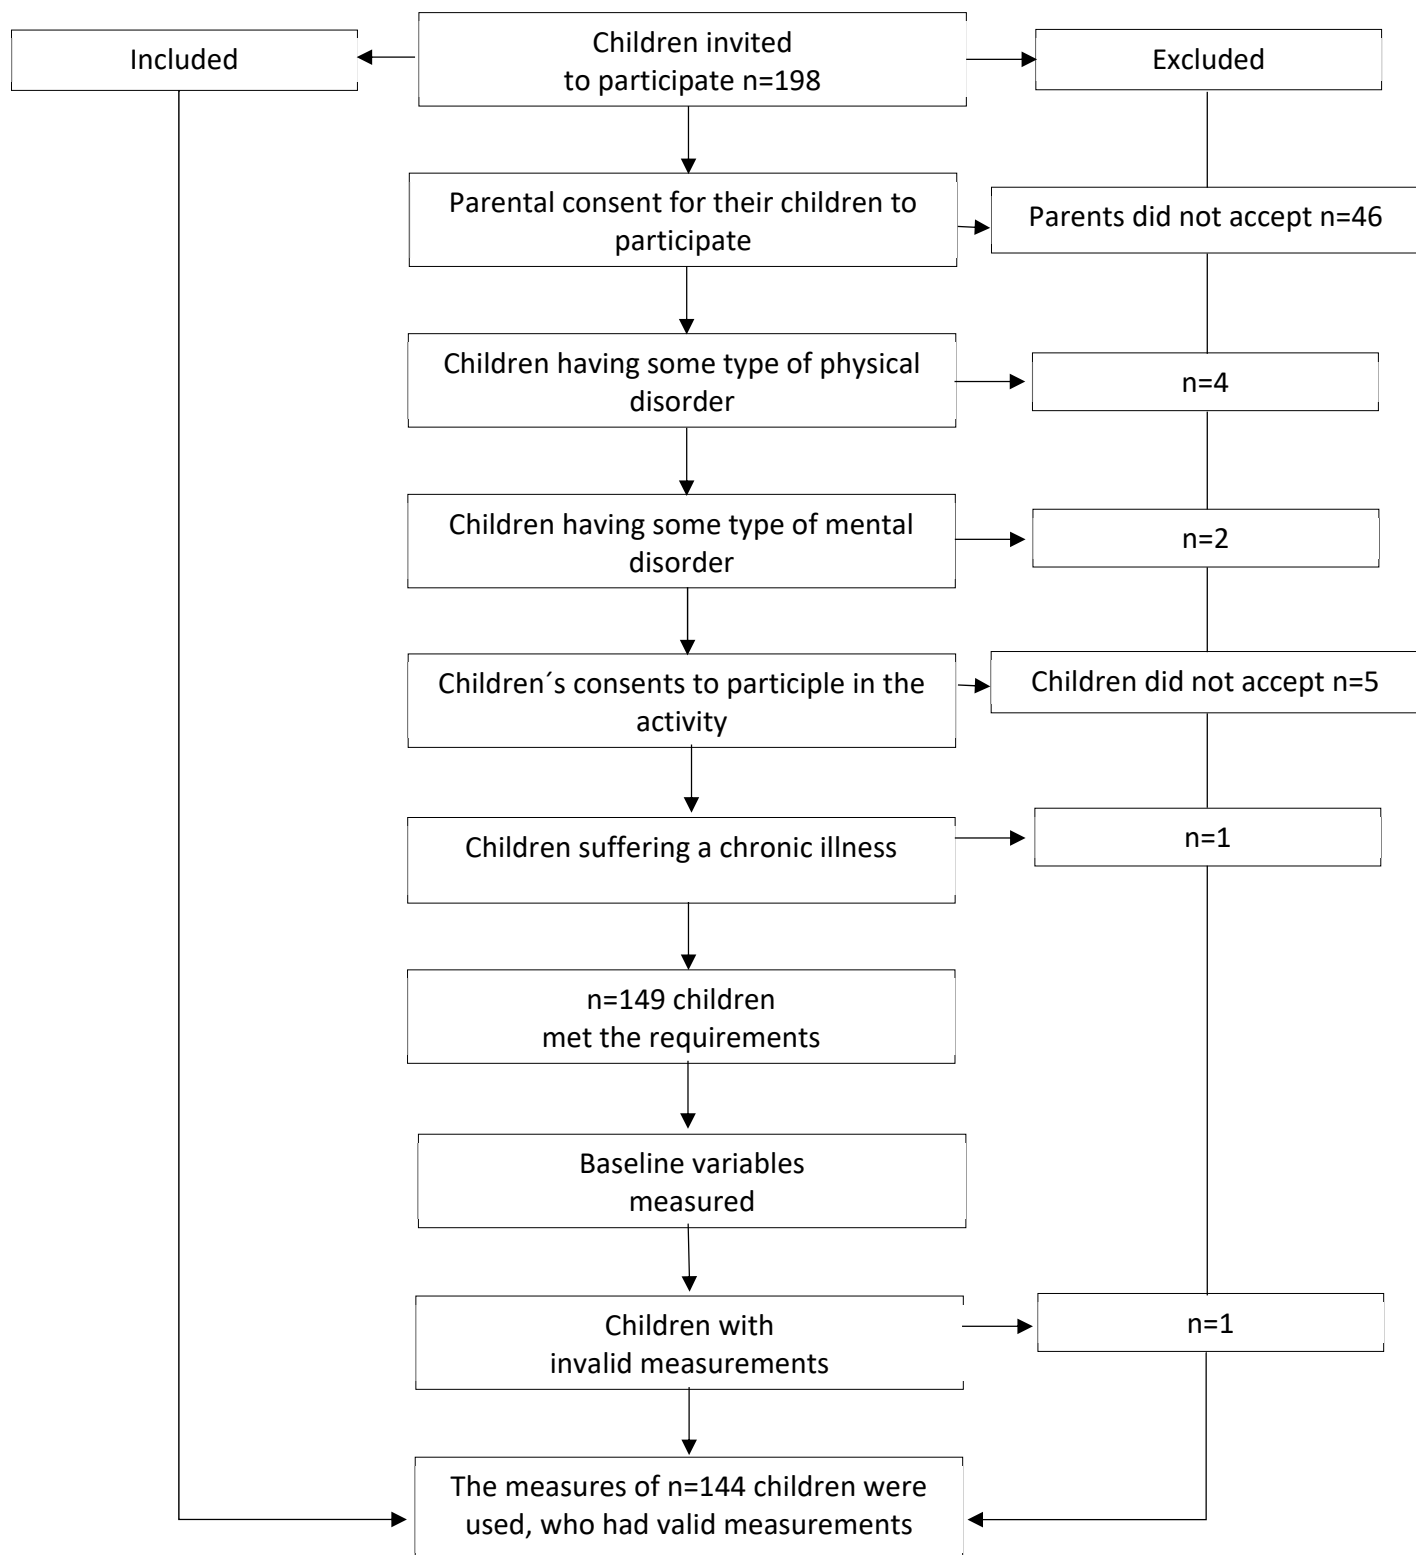 Included
Children invited
to participate n=198
Excluded
Parental consent for their children to
participate
Parents did not accept n=46
Children having some type of physical
disorder
n=4
Children having some type of mental
disorder
n=2
Children´s consents to participle in the
activity
Children did not accept n=5
Children suffering a chronic illness
n=1
n=149 children
met the requirements
Baseline variables
measured
Children with
invalid measurements
n=1
The measures of n=144 children were
used, who had valid measurements